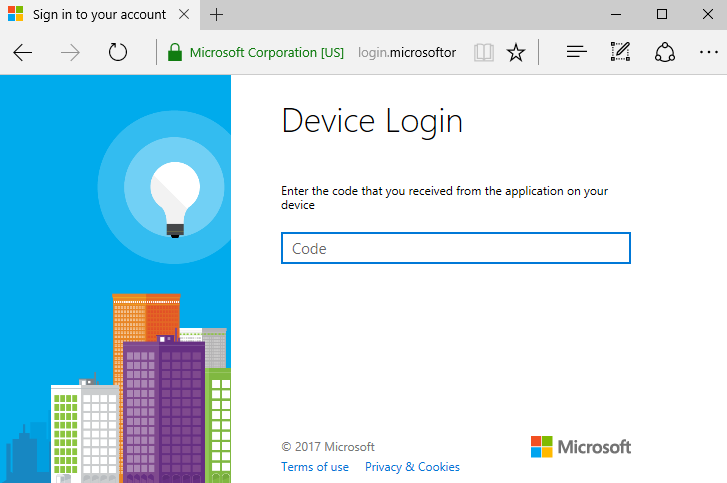 Sign in to your account
Microsoft Corporation [US] login.microsoftor
Device Login
Enter the code that you received from the application on your
device
Code
© 2017 Microsoft
Microsoft
Terms of use Privacy & Cookies